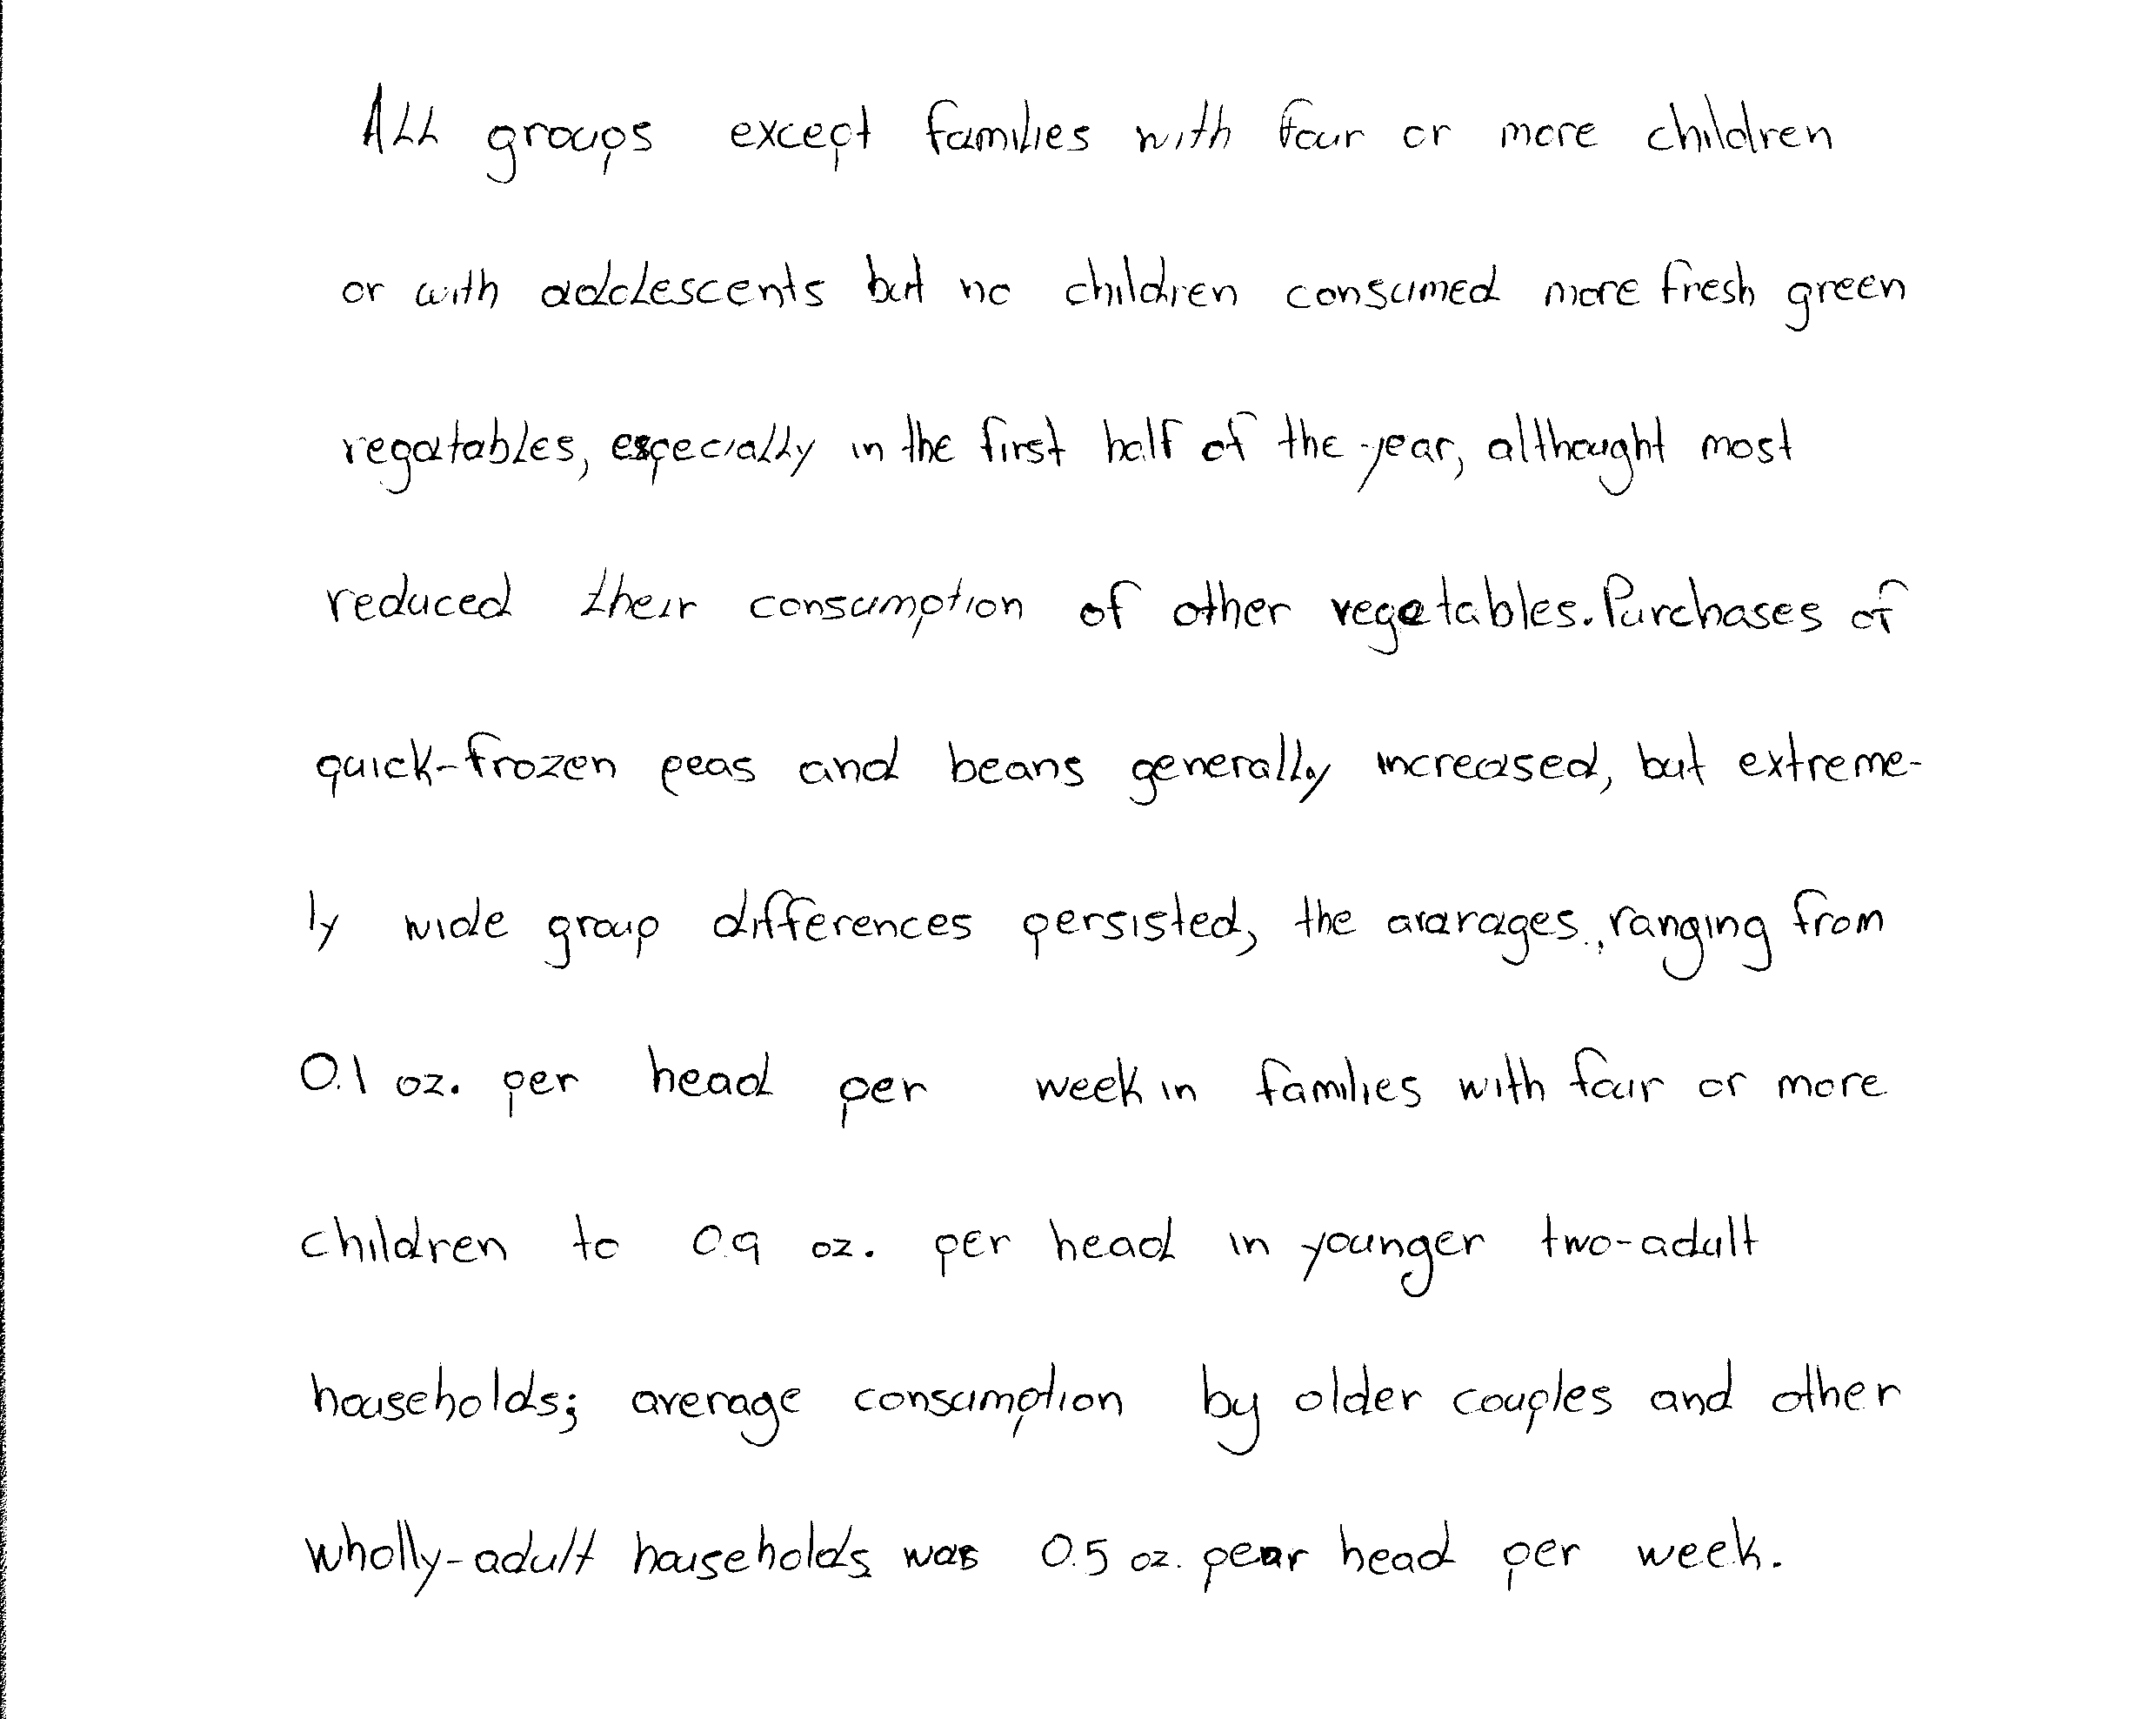 All groups except families with four or more children
or with adolescents but no children consumed more fresh green
vegatables, especially in the first half of the year, althought most
reduced their consumption of other vegetables. Purchases of
quick-frozen peas and beans generally increased, but extreme-
ly wide group differences persisted, the avarages, ranging from
0.1 oz. per head per week in families with four or more
children to 0.9 oz. per head in younger two-adult
households; average consumption by older couples and other
wholly-adult households was 0.5 oz. pear head per week.